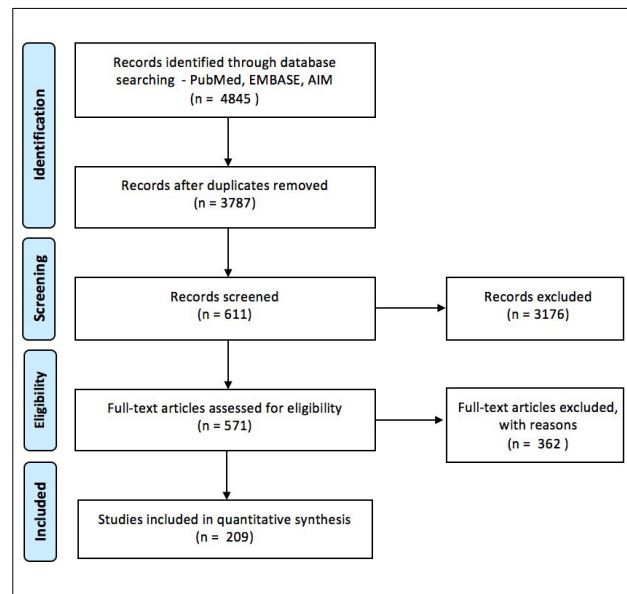 Identification
Records identified through database
searching - PubMed, EMBASE, AIM
(n = 4845 )
Records after duplicates removed
(n = 3787)
Screening
Records screened
(n = 611)
Records excluded
(n = 3176)
Eligibility
Full-text articles assessed for eligibility
(n = 571)
Full-text articles excluded,
with reasons
(n = 362 )
Included
Studies included in quantitative synthesis
(n = 209)